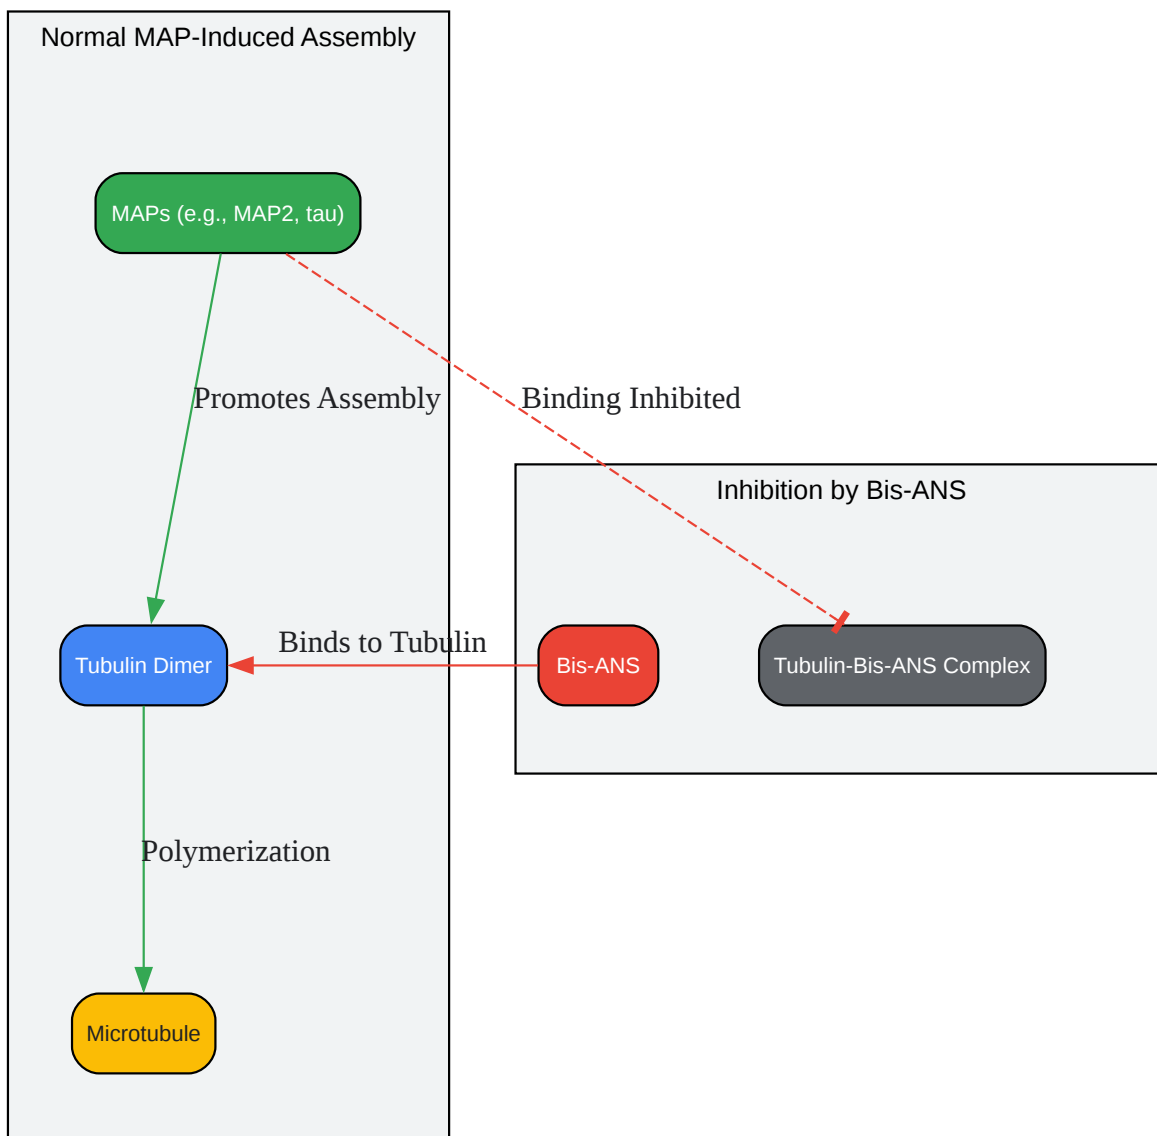 Normal MAP-Induced Assembly
MAPs (e.g., MAP2, tau)
Promotes Assembly
Binding Inhibited
Inhibition by Bis-ANS
Binds to Tubulin
Tubulin Dimer
Bis-ANS
Tubulin-Bis-ANS Complex
Polymerization
Microtubule